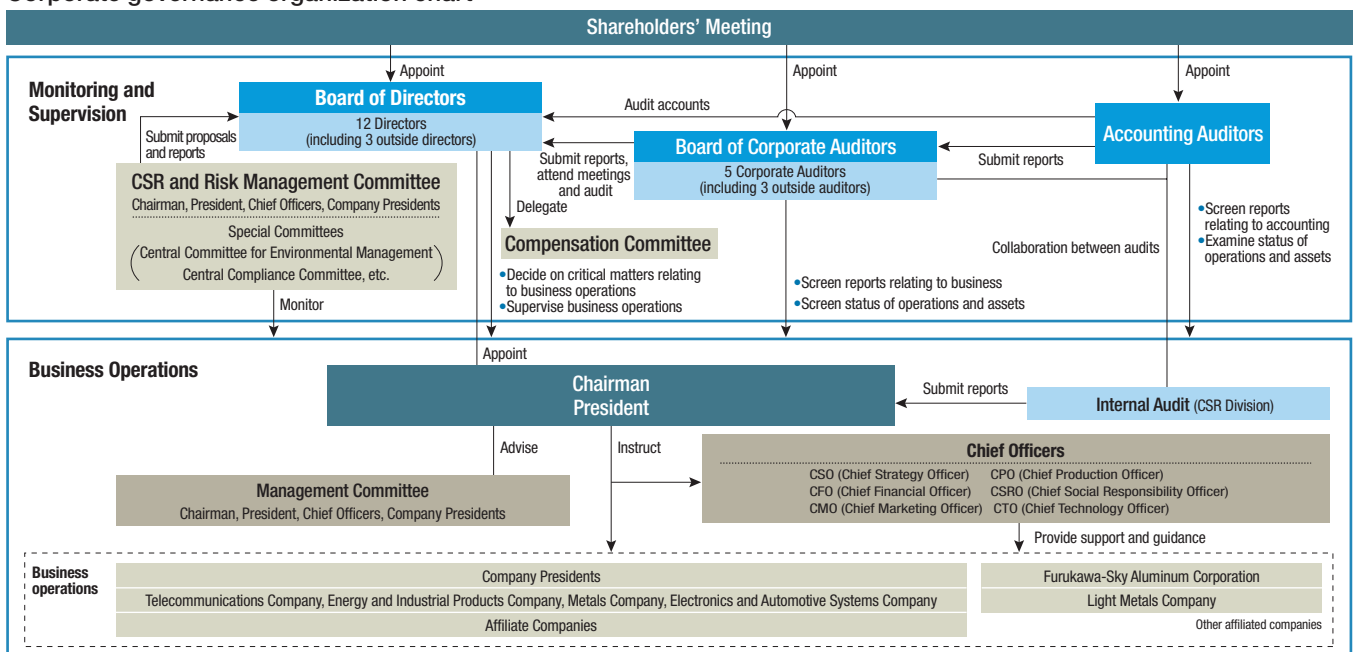 Corporate governance organization chart
Shareholders' Meeting
Appoint
Appoint
Appoint
Monitoring and
Supervision
Board of Directors
12 Directors
(including 3 outside directors)
Audit accounts
Accounting Auditors
Submit proposals
and reports
Board of Corporate Auditors
5 Corporate Auditors
(including 3 outside auditors)
Submit reports,
attend meetings
and audit
Submit reports
CSR and Risk Management Committee
Chairman, President, Chief Officers, Company Presidents
Special Committees
(Central Committee for Environmental Management
Central Compliance Committee, etc.)
Delegate
Compensation Committee
•Decide on critical matters relating
to business operations
•Supervise business operations
•Screen reports relating to business
•Screen status of operations and assets
Collaboration between audits
•Screen reports
relating to accounting
•Examine status of
operations and assets
Monitor
Business Operations
Appoint
Chairman
President
Submit reports
Internal Audit (CSR Division)
Advise
Instruct
Management Committee
Chairman, President, Chief Officers, Company Presidents
Chief Officers
CSO (Chief Strategy Officer) CPO (Chief Production Officer)
CFO (Chief Financial Officer) CSRO (Chief Social Responsibility Officer)
CMO (Chief Marketing Officer) CTO (Chief Technology Officer)
Provide support and guidance
Business
operations
Company Presidents
Telecommunications Company, Energy and Industrial Products Company, Metals Company, Electronics and Automotive Systems Company
Affiliate Companies
Furukawa-Sky Aluminum Corporation
Light Metals Company
Other affiliated companies